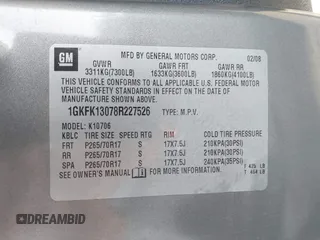 GM
MFD BY GENERAL MOTORS CORP. 02/08
GVWR GAWR FRT GAWR RR
3311KG(7300LB) 1633KG(3600LB) 1860KG(4100LB)
THIS VEHICLE CONFORMS TO ALL APPLICABLE U.S. FEDERAL MOTOR
VEHICLE SAFETY AND THEFT PREVENTION STANDARDS IN
EFFECT ON THE DATE OF MANUFACTURE SHOWN ABOVE.
1GKFK13078R227526 TYPE: M.P.V.
MODEL: K10706
KBLC TIRE SIZE SPEED RTG RIM COLD TIRE PRESSURE
FRT P265/70R17 S 17X7.5J 210KPA(30PSI)
RR P265/70R17 S 17X7.5J 210KPA(30PSI)
SPA P265/70R17 S 17X7.5J 240KPA(35PSI)
SEE OWNER'S MANUAL
DREAMBID